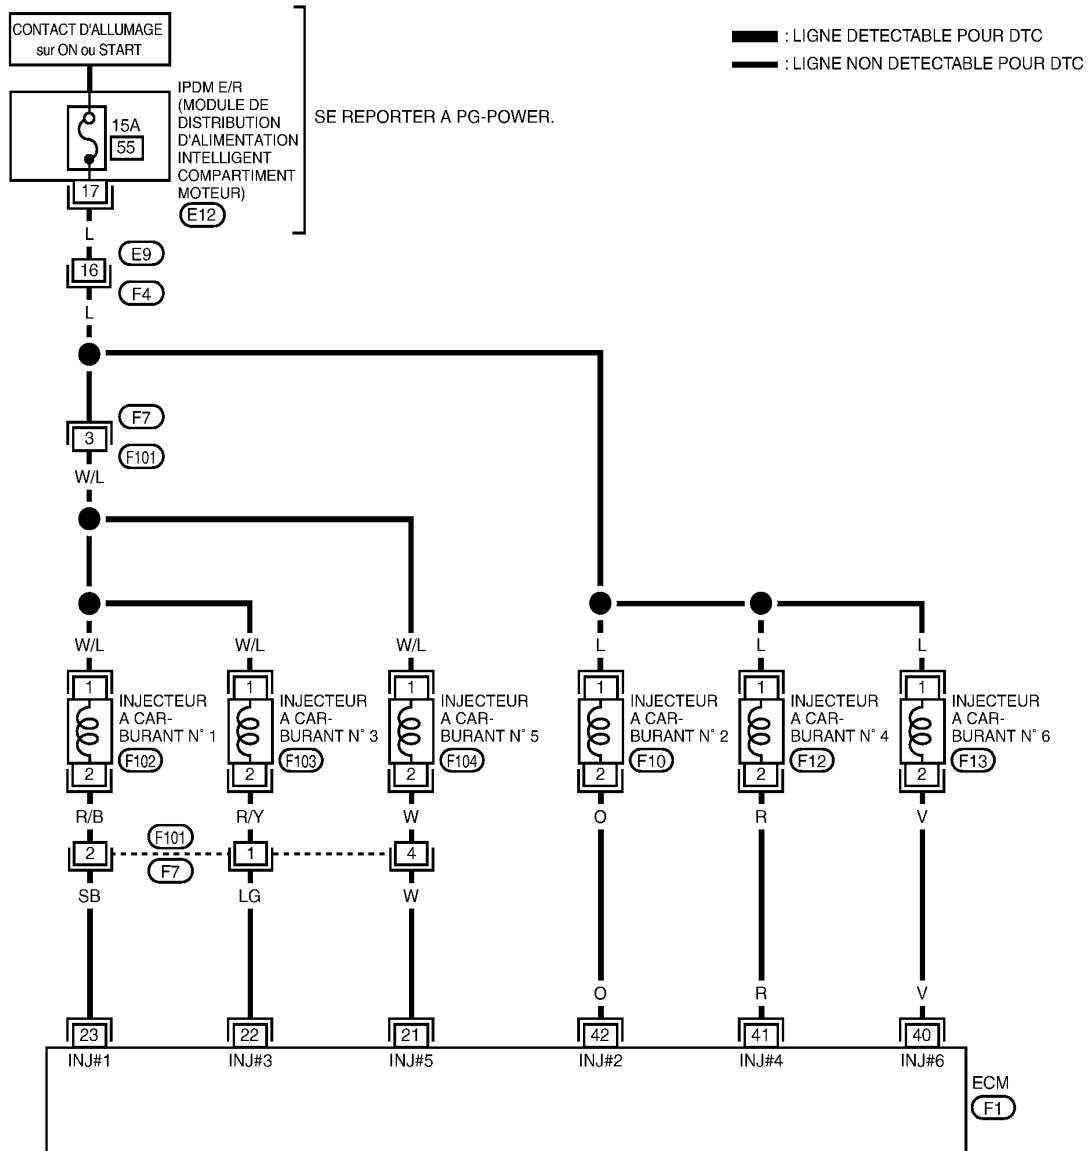 CONTACT D'ALLUMAGE
sur ON ou START
: LIGNE DETECTABLE POUR DTC
: LIGNE NON DETECTABLE POUR DTC
15A
55
17
IPDM E/R
(MODULE DE
DISTRIBUTION
D'ALIMENTATION
INTELLIGENT
COMPARTIMENT
MOTEUR)
E12
SE REPORTER A PG-POWER.
L
16
E9
F4
L
3
F7
F101
W/L
W/L
W/L
W/L
L
L
L
1
1
1
1
1
1
INJECTEUR
A CAR-
BURANT N° 1
F102
INJECTEUR
A CAR-
BURANT N° 3
F103
INJECTEUR
A CAR-
BURANT N° 5
F104
INJECTEUR
A CAR-
BURANT N° 2
F10
INJECTEUR
A CAR-
BURANT N° 4
F12
INJECTEUR
A CAR-
BURANT N° 6
F13
2
2
2
2
2
2
R/B
R/Y
W
O
R
V
2
F101
F7
1
4
SB
LG
W
O
R
V
23
22
21
42
41
40
INJ#1
INJ#3
INJ#5
INJ#2
INJ#4
INJ#6
ECM
F1